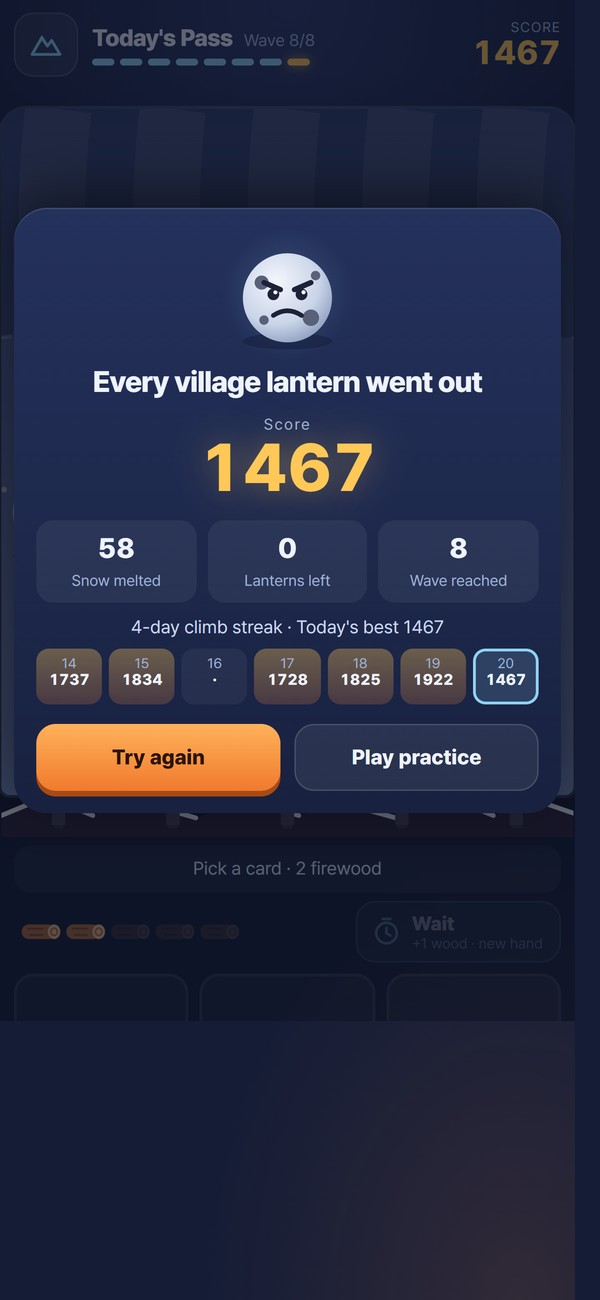 Today's Pass Wave 8/8
SCORE
1467
Every village lantern went out
Score
1467
58
Snow melted
0
Lanterns left
8
Wave reached
4-day climb streak · Today's best 1467
14
1737
15
1834
16
·
17
1728
18
1825
19
1922
20
1467
Try again
Play practice
Pick a card · 2 firewood
Wait
+1 wood · new hand